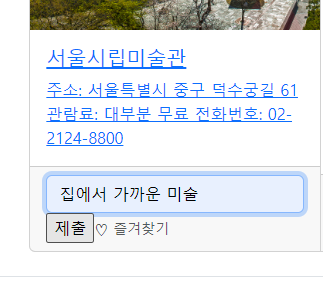 서울시립미술관
주소: 서울특별시 중구 덕수궁길 61
관람료: 대부분 무료 전화번호: 02-
2124-8800
집에서 가까운 미술
제출♡ 즐겨찾기